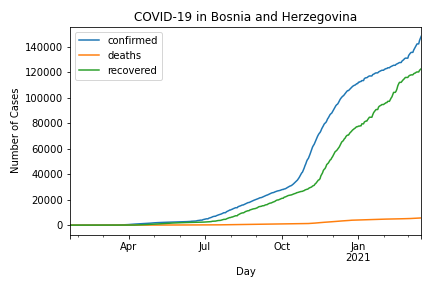 COVID-19 in Bosnia and Herzegovina
confirmed
deaths
recovered
Number of Cases
140000
120000
100000
80000
60000
40000
20000
0
Apr
Jul
Oct
Jan
2021
Day